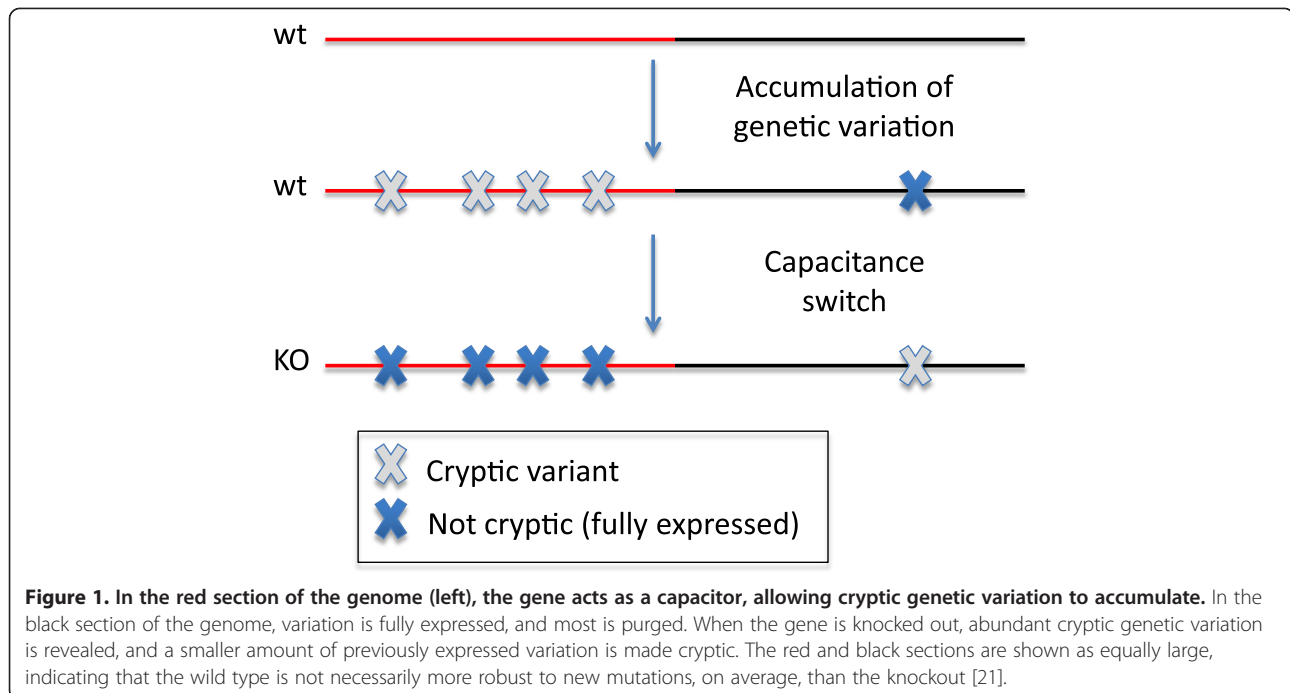 wt
Accumulation of
genetic variation
wt
Capacitance
switch
KO
Cryptic variant
Not cryptic (fully expressed)
Figure 1. In the red section of the genome (left), the gene acts as a capacitor, allowing cryptic genetic variation to accumulate. In the
black section of the genome, variation is fully expressed, and most is purged. When the gene is knocked out, abundant cryptic genetic variation
is revealed, and a smaller amount of previously expressed variation is made cryptic. The red and black sections are shown as equally large,
indicating that the wild type is not necessarily more robust to new mutations, on average, than the knockout [21].